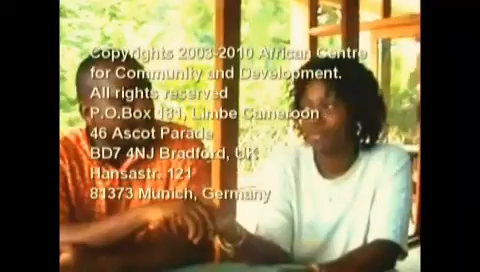 Copyrights 2003-2010 African Centre
for Community and Development.
All rights reserved
P.O.Box 181, Limbe Cameroon
46 Ascot Parade
BD7 4NJ Bradford, UK
Hansastr. 121
81373 Munich, Germany